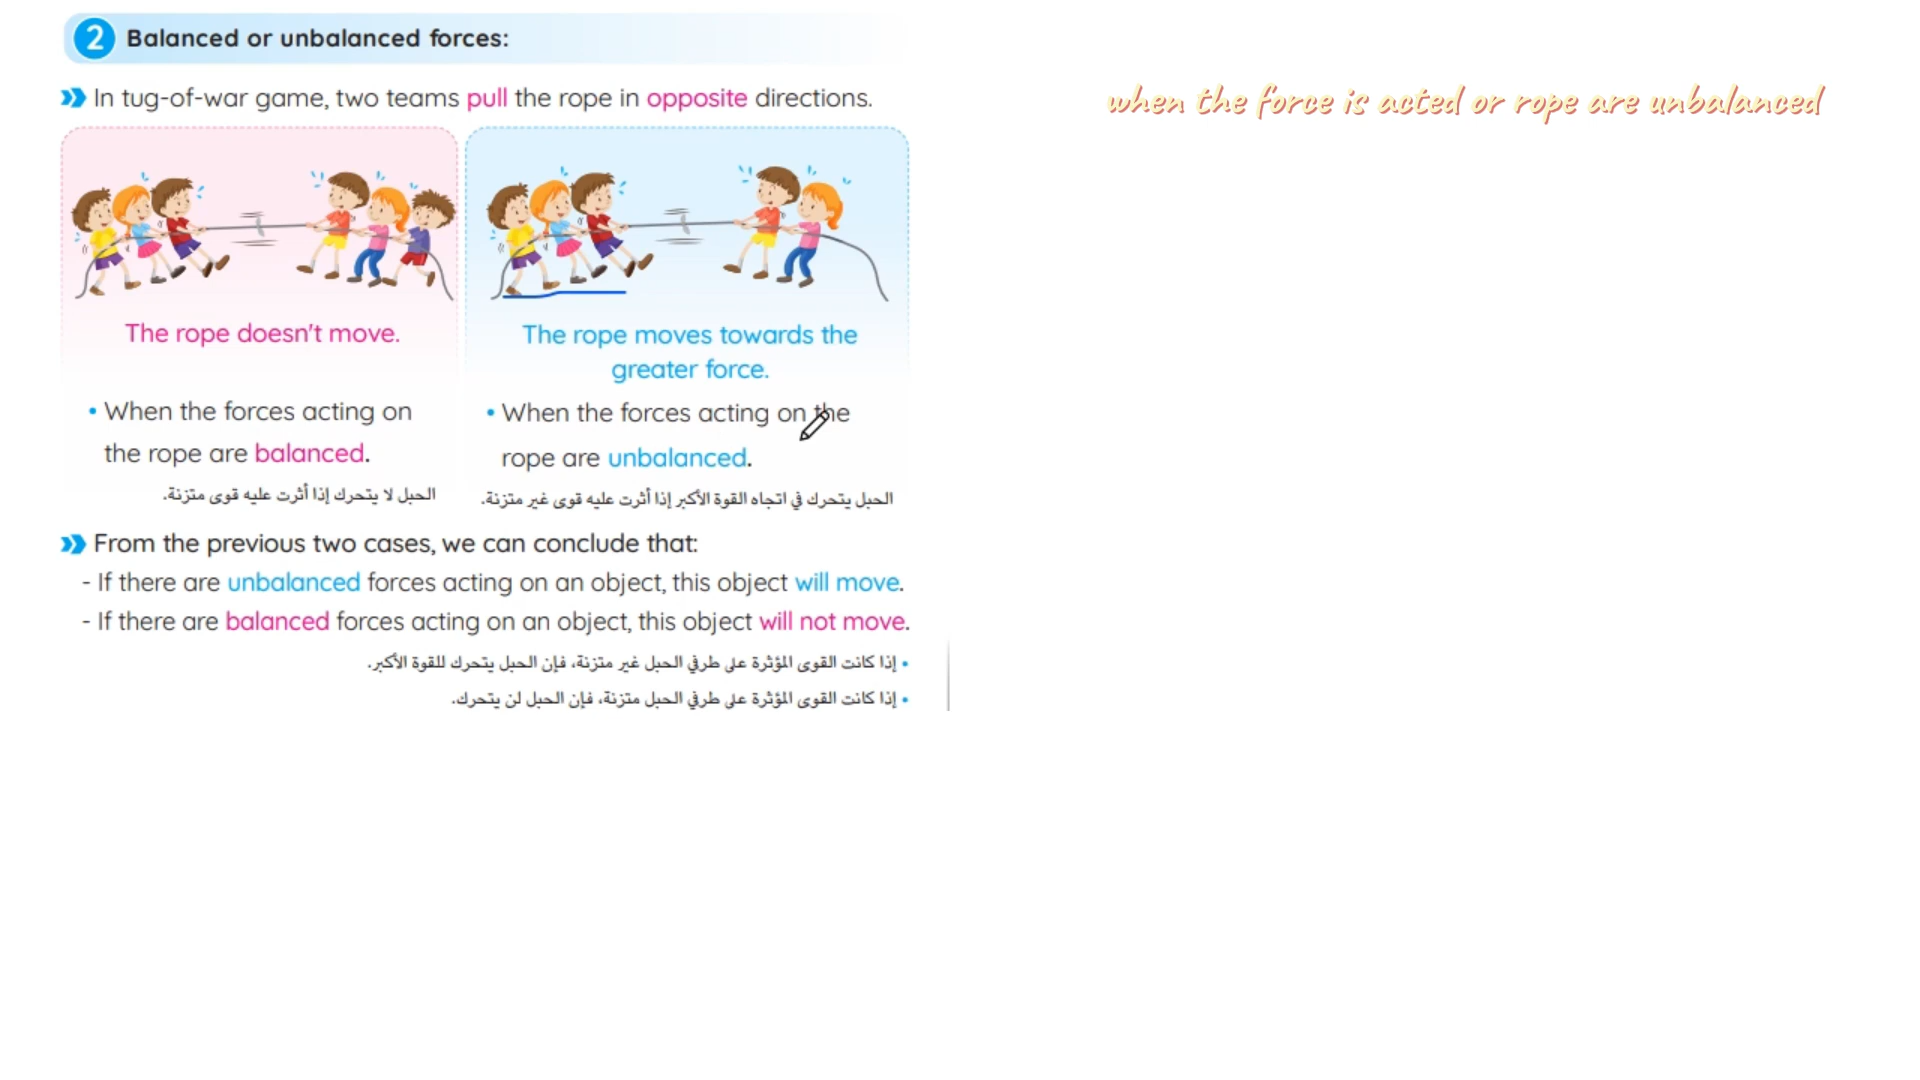 2 Balanced or unbalanced forces:
In tug-of-war game, two teams pull the rope in opposite directions.
The rope doesn't move.
• When the forces acting on
the rope are balanced.
الحبل لا يتحرك إذا أثرت عليه قوى متزنة.
The rope moves towards the
greater force.
• When the forces acting on the
rope are unbalanced.
الحبل يتحرك في اتجاه القوة الأكبر إذا أثرت عليه قوى غير متزنة.
From the previous two cases, we can conclude that:
- If there are unbalanced forces acting on an object, this object will move.
- If there are balanced forces acting on an object, this object will not move.
• إذا كانت القوى المؤثرة على طرفي الحبل غير متزنة، فإن الحبل يتحرك للقوة الأكبر.
• إذا كانت القوى المؤثرة على طرفي الحبل متزنة، فإن الحبل لن يتحرك.
when the force is acted or rope are unbalanced